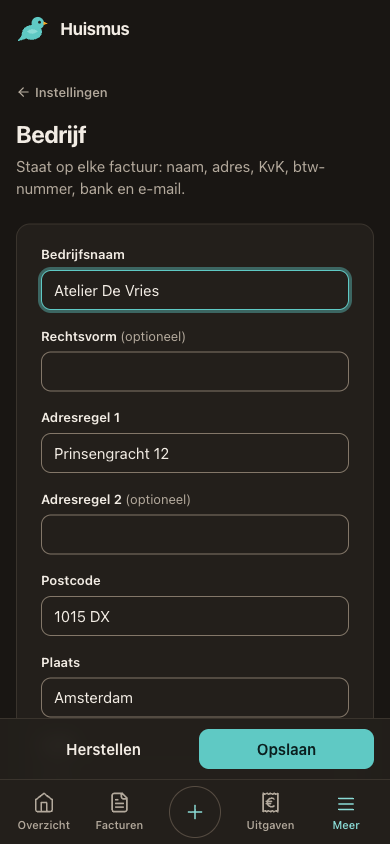 Huismus
← Instellingen
Bedrijf
Staat op elke factuur: naam, adres, KvK, btw-
nummer, bank en e-mail.
Bedrijfsnaam
Atelier De Vries
Rechtsvorm (optioneel)
Adresregel 1
Prinsengracht 12
Adresregel 2 (optioneel)
Postcode
1015 DX
Plaats
Amsterdam
Herstellen
Opslaan
Overzicht
Facturen
+
Uitgaven
Meer